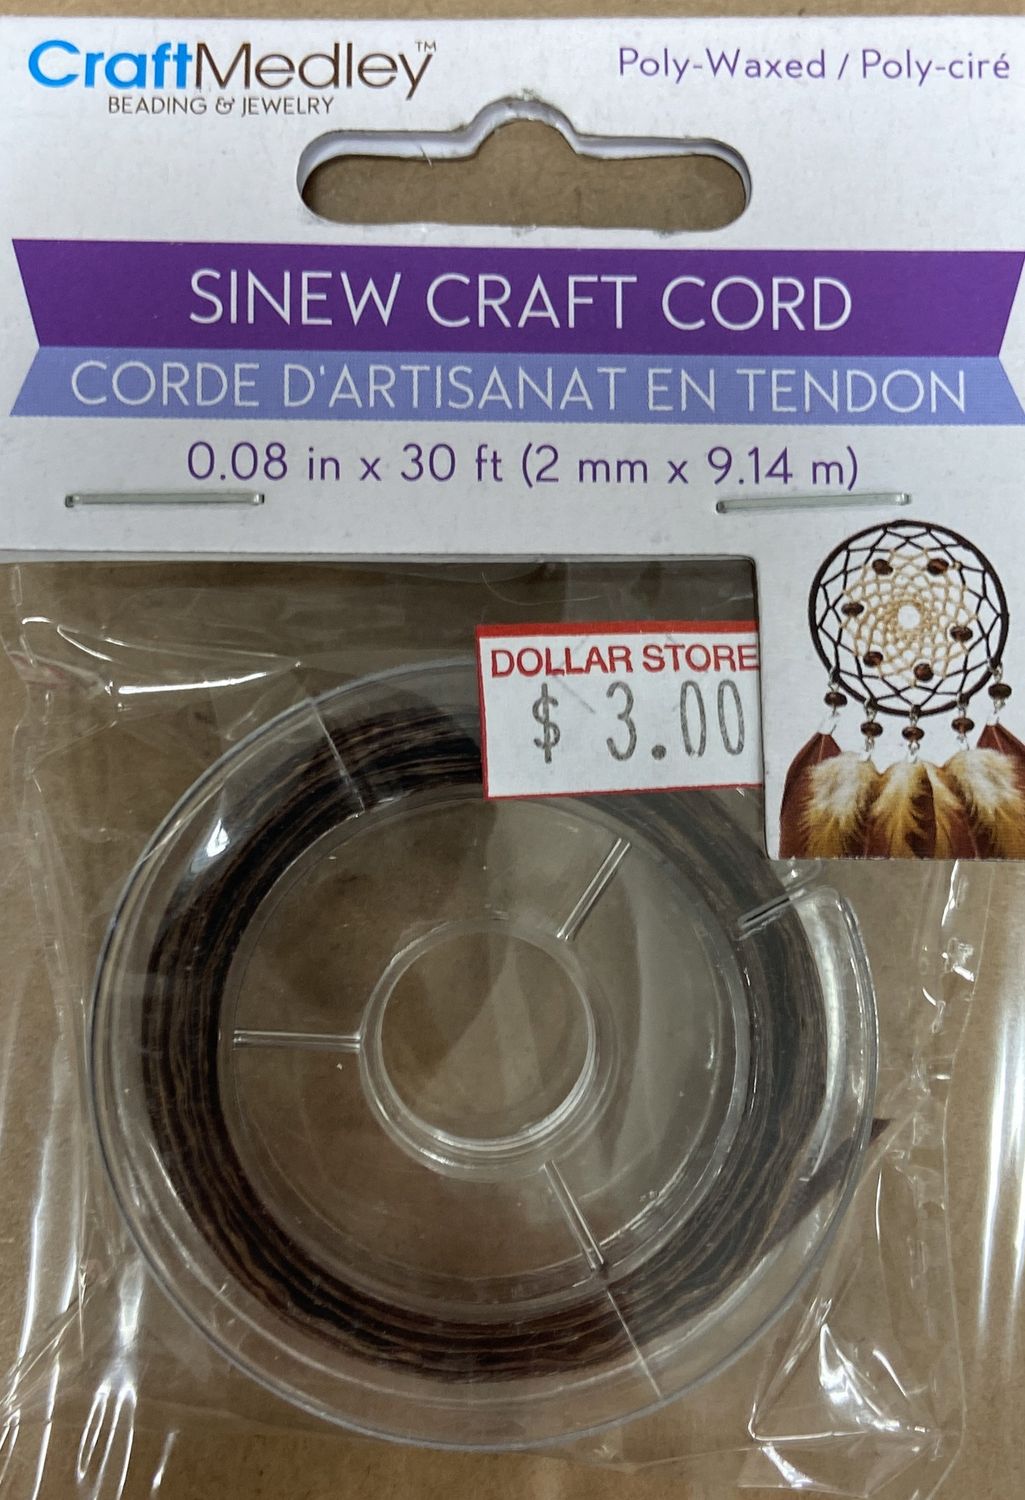 CraftMedley™
BEADING & JEWELRY
Poly-Waxed / Poly-ciré
SINEW CRAFT CORD
CORDE D'ARTISANAT EN TENDON
0.08 in x 30 ft (2 mm x 9.14 m)
DOLLAR STORE
$ 3.00